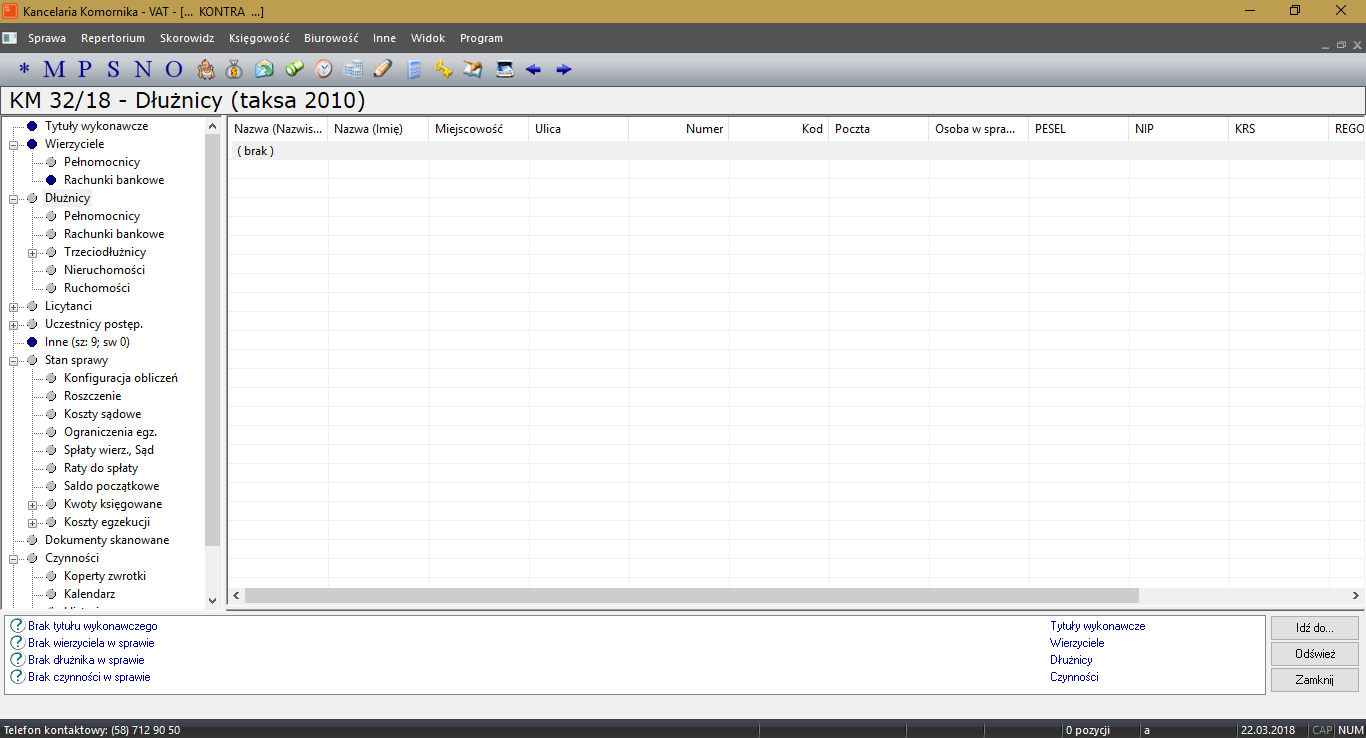 Kancelaria Komornika - VAT - [... KONTRA ...]
Sprawa Repertorium Skorowidz Księgowość Biurowość Inne Widok Program
* M P S N O
KM 32/18 - Dłużnicy (taksa 2010)
Tytuły wykonawcze
Wierzyciele
Pełnomocnicy
Rachunki bankowe
Dłużnicy
Pełnomocnicy
Rachunki bankowe
Trzeciodłużnicy
Nieruchomości
Ruchomości
Licytanci
Uczestnicy postęp.
Inne (sz: 9; sw 0)
Stan sprawy
Konfiguracja obliczeń
Roszczenie
Koszty sądowe
Ograniczenia egz.
Spłaty wierz., Sąd
Raty do spłaty
Saldo początkowe
Kwoty księgowane
Koszty egzekucji
Dokumenty skanowane
Czynności
Koperty zwrotki
Kalendarz
Nazwa (Nazwis... Nazwa (Imię) Miejscowość Ulica Numer Kod Poczta Osoba w spra... PESEL NIP KRS REGO
( brak )
Brak tytułu wykonawczego Tytuły wykonawcze
Brak wierzyciela w sprawie Wierzyciele
Brak dłużnika w sprawie Dłużnicy
Brak czynności w sprawie Czynności
Idź do...
Odśwież
Zamknij
Telefon kontaktowy: (58) 712 90 50 0 pozycji a 22.03.2018 CAP NUM